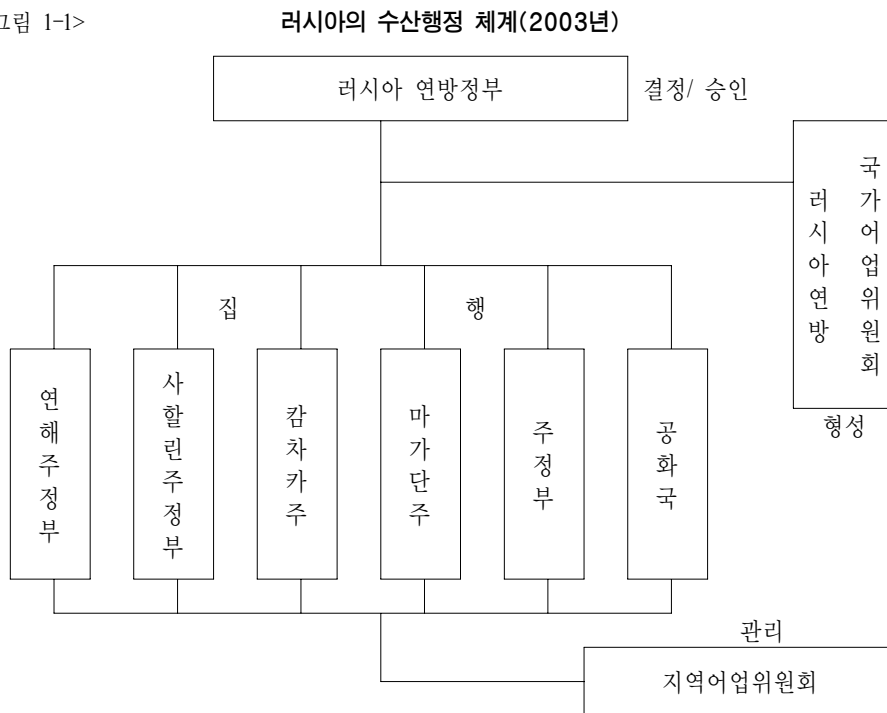 그림 1-1>
러시아의 수산행정 체계(2003년)
러시아 연방정부
결정/ 승인
러시아연방
국가어업위원회
형성
집 행
연해주정부
사할린주정부
캄차카주
마가단주
주정부
공화국
관리
지역어업위원회